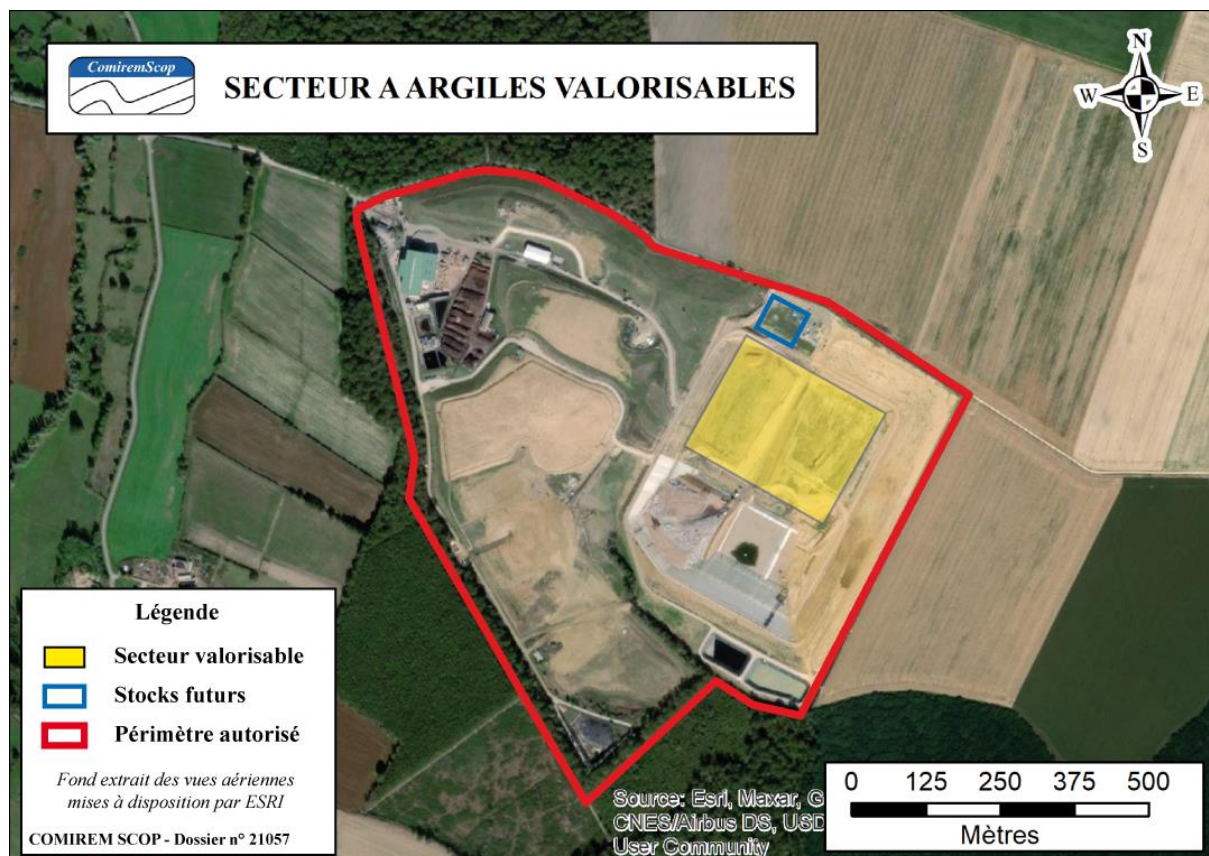 ComiremScop
SECTEUR A ARGILES VALORISABLES
N
W E
S
Légende
Secteur valorisable
Stocks futurs
Périmètre autorisé
Fond extrait des vues aériennes
mises à disposition par ESRI
COMIREM SCOP - Dossier n° 21057
Source: Esri, Maxar, G
CNES/Airbus DS, USD
User Community
0 125 250 375 500
Mètres